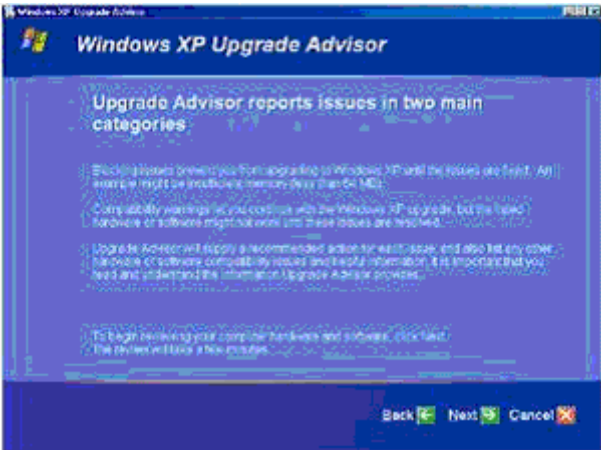 Windows XP Upgrade Advisor
Windows XP Upgrade Advisor
Upgrade Advisor reports issues in two main
categories
Blocking issues prevent you from upgrading to Windows XP until the issues are fixed. An
example might be insufficient memory (less than 64 MB).
Compatibility warnings let you continue with the Windows XP upgrade, but the listed
hardware or software might not work until these issues are resolved.
Upgrade Advisor will supply a recommended action for each issue, and also list any other
hardware or software compatibility issues and helpful information. It is important that you
read and understand the information Upgrade Advisor provides.
To begin reviewing your computer hardware and software, click Next.
The review will take a few minutes.
Back Next Cancel